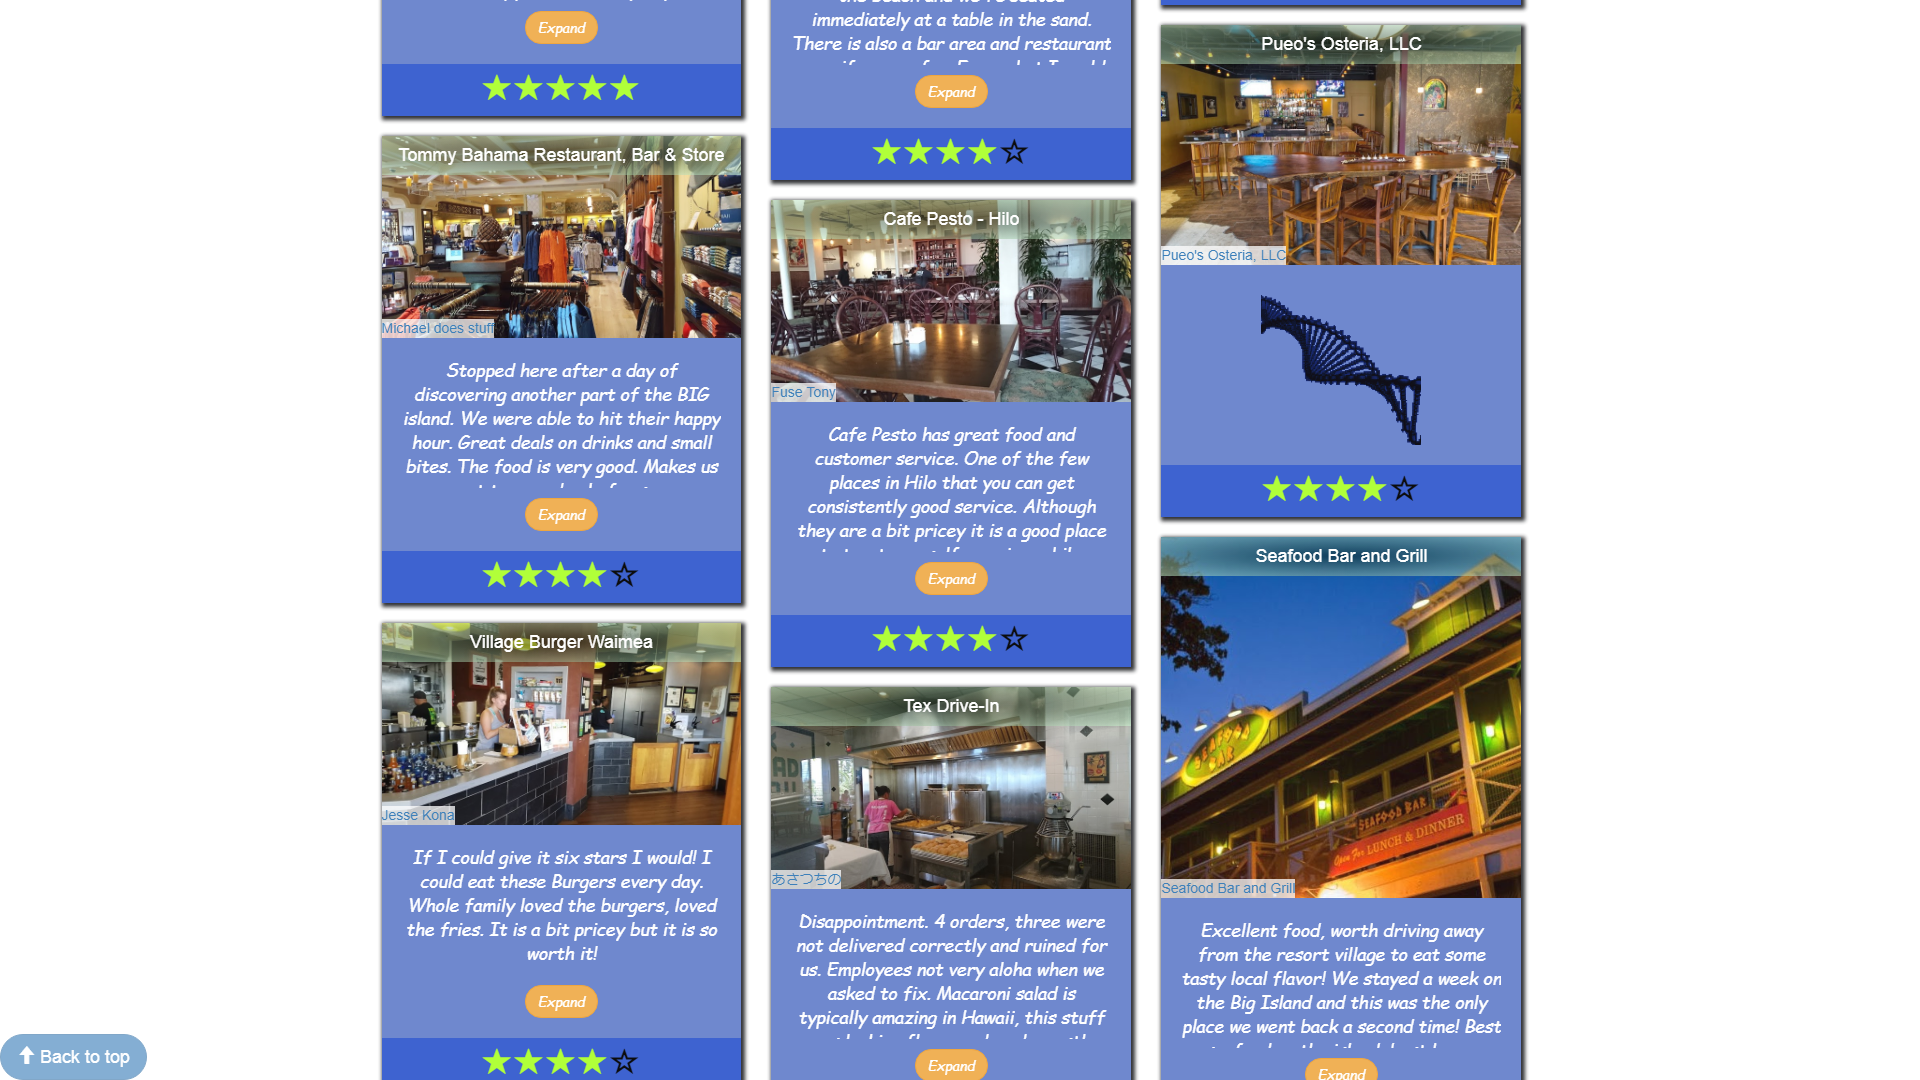 Expand
Tommy Bahama Restaurant, Bar & Store
Michael does stuff
Stopped here after a day of
discovering another part of the BIG
island. We were able to hit their happy
hour. Great deals on drinks and small
bites. The food is very good. Makes us
Expand
Village Burger Waimea
Jesse Kona
If I could give it six stars I would! I
could eat these Burgers every day.
Whole family loved the burgers, loved
the fries. It is a bit pricey but it is so
worth it!
Expand
immediately at a table in the sand.
There is also a bar area and restaurant
Expand
Cafe Pesto - Hilo
Fuse Tony
Cafe Pesto has great food and
customer service. One of the few
places in Hilo that you can get
consistently good service. Although
they are a bit pricey it is a good place
Expand
Tex Drive-In
あさつちの
Disappointment. 4 orders, three were
not delivered correctly and ruined for
us. Employees not very aloha when we
asked to fix. Macaroni salad is
typically amazing in Hawaii, this stuff
Expand
Pueo's Osteria, LLC
Pueo's Osteria, LLC
Seafood Bar and Grill
SEAFOOD
BAR
SEAFOOD BAR
Open For LUNCH & DINNER
Seafood Bar and Grill
Excellent food, worth driving away
from the resort village to eat some
tasty local flavor! We stayed a week on
the Big Island and this was the only
place we went back a second time! Best
Expand
Back to top